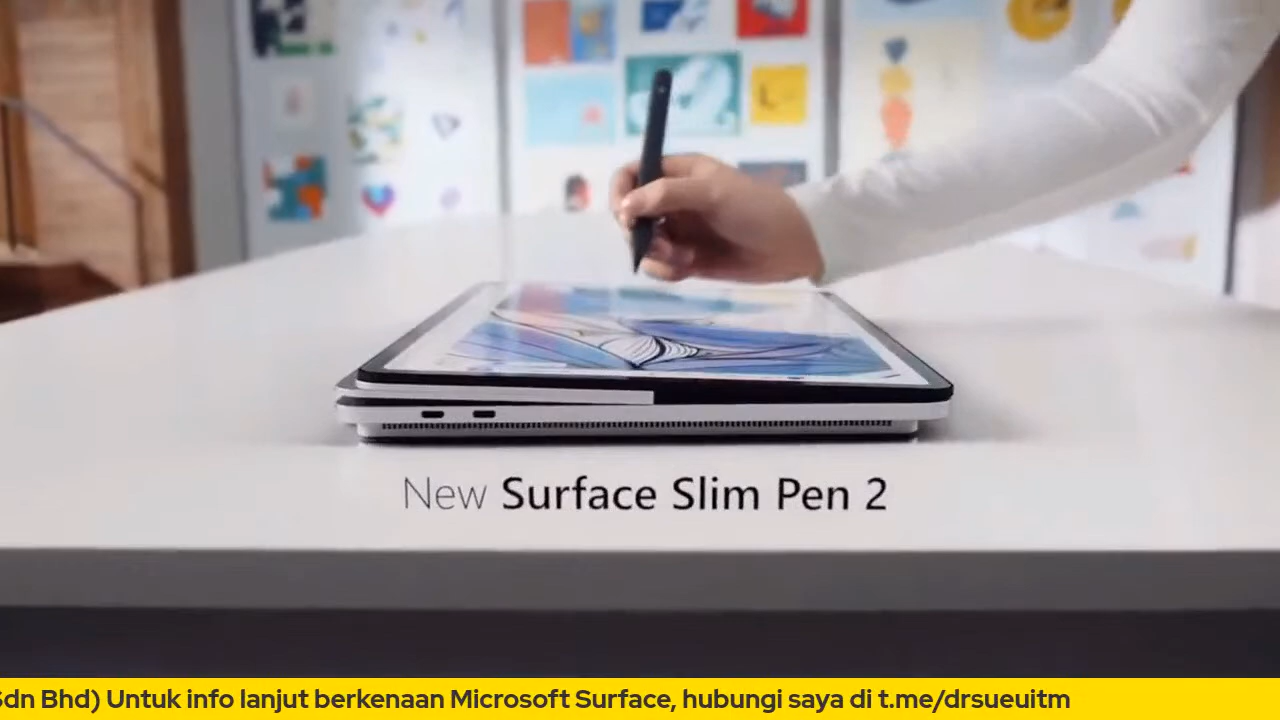 New Surface Slim Pen 2
Sdn Bhd) Untuk info lanjut berkenaan Microsoft Surface, hubungi saya di t.me/drsueuitm